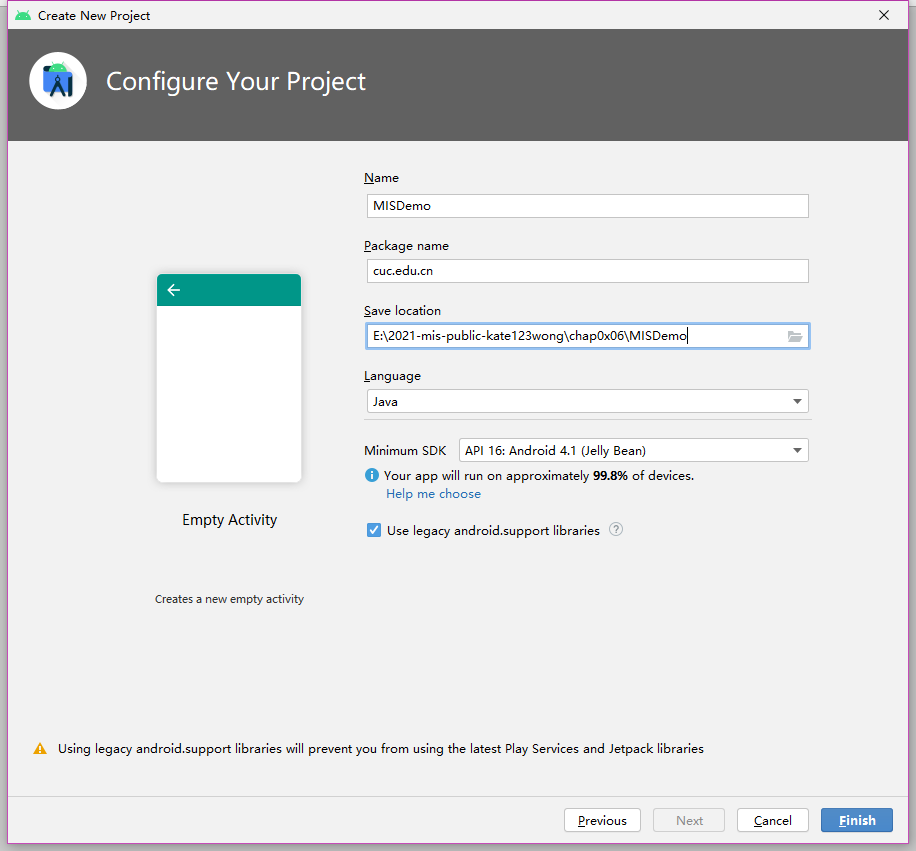 Create New Project
Configure Your Project
Name
MISDemo
Package name
cuc.edu.cn
Save location
E:\2021-mis-public-kate123wong\chap0x06\MISDemo
Language
Java
Minimum SDK API 16: Android 4.1 (Jelly Bean)
Your app will run on approximately 99.8% of devices.
Help me choose
Use legacy android.support libraries ?
Empty Activity
Creates a new empty activity
Using legacy android.support libraries will prevent you from using the latest Play Services and Jetpack libraries
Previous Next Cancel Finish